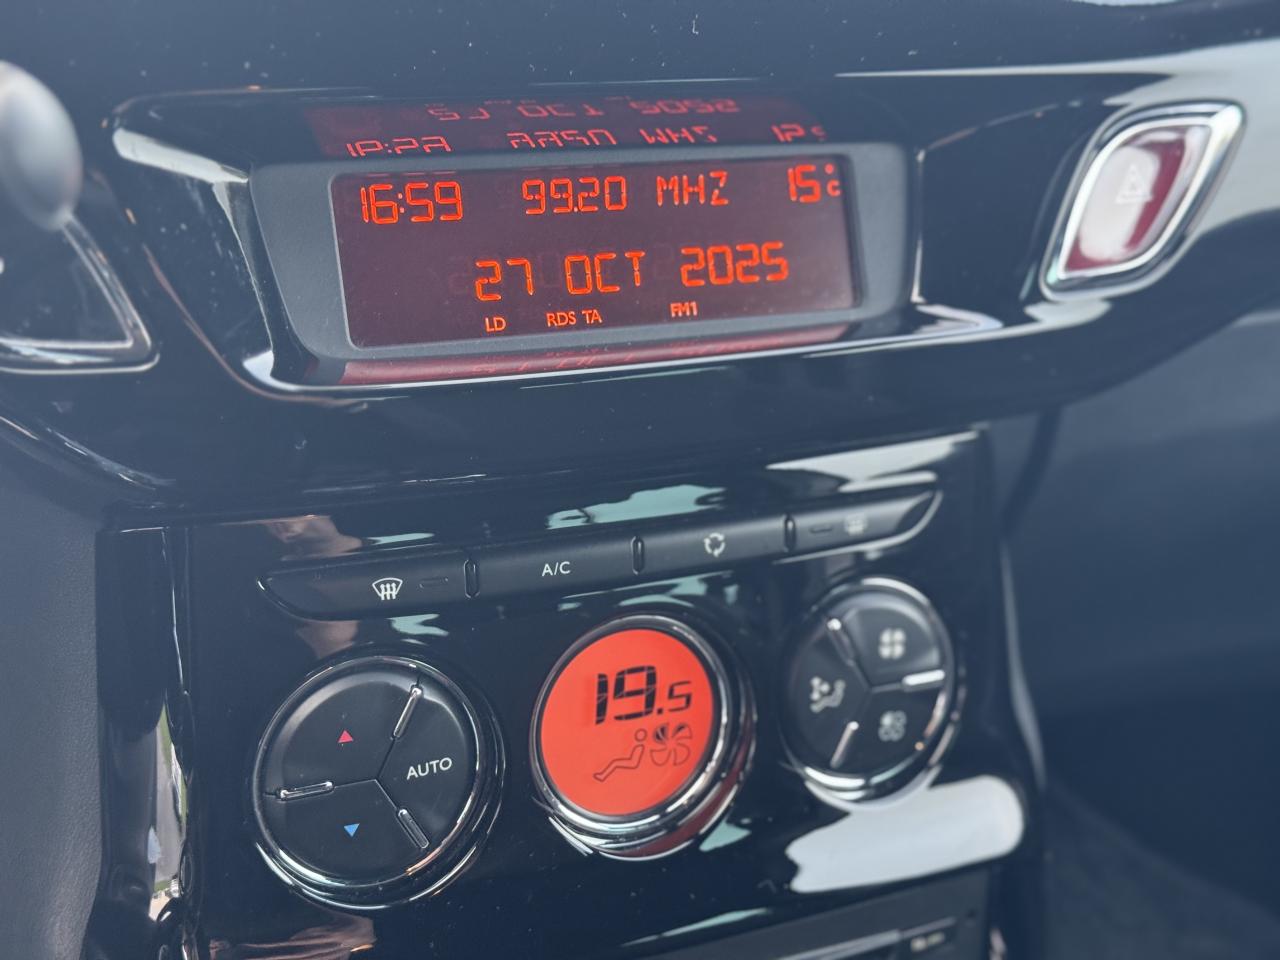 16:59 99.20 MHZ 15°C
27 OCT 2025
LD RDS TA FM1
A/C
AUTO
19.5